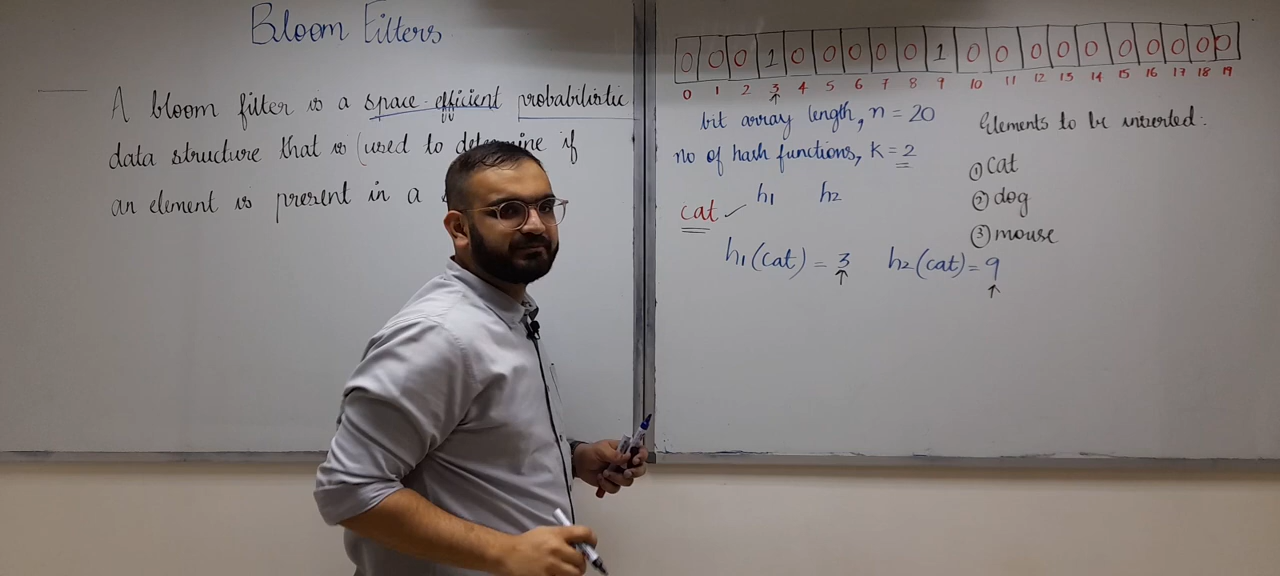 Bloom Filters
A bloom filter is a space efficient probabilistic
data structure that is (used to determine if
an element is present in a
0 0 0 1 0 0 0 0 0 1 0 0 0 0 0 0 0 0 0 0
0 1 2 3 4 5 6 7 8 9 10 11 12 13 14 15 16 17 18 19
bit array length, n = 20
no of hash functions, K = 2
h1 h2
cat
h1(cat) = 3 h2(cat) = 9
Elements to be inserted:
① cat
② dog
③ mouse